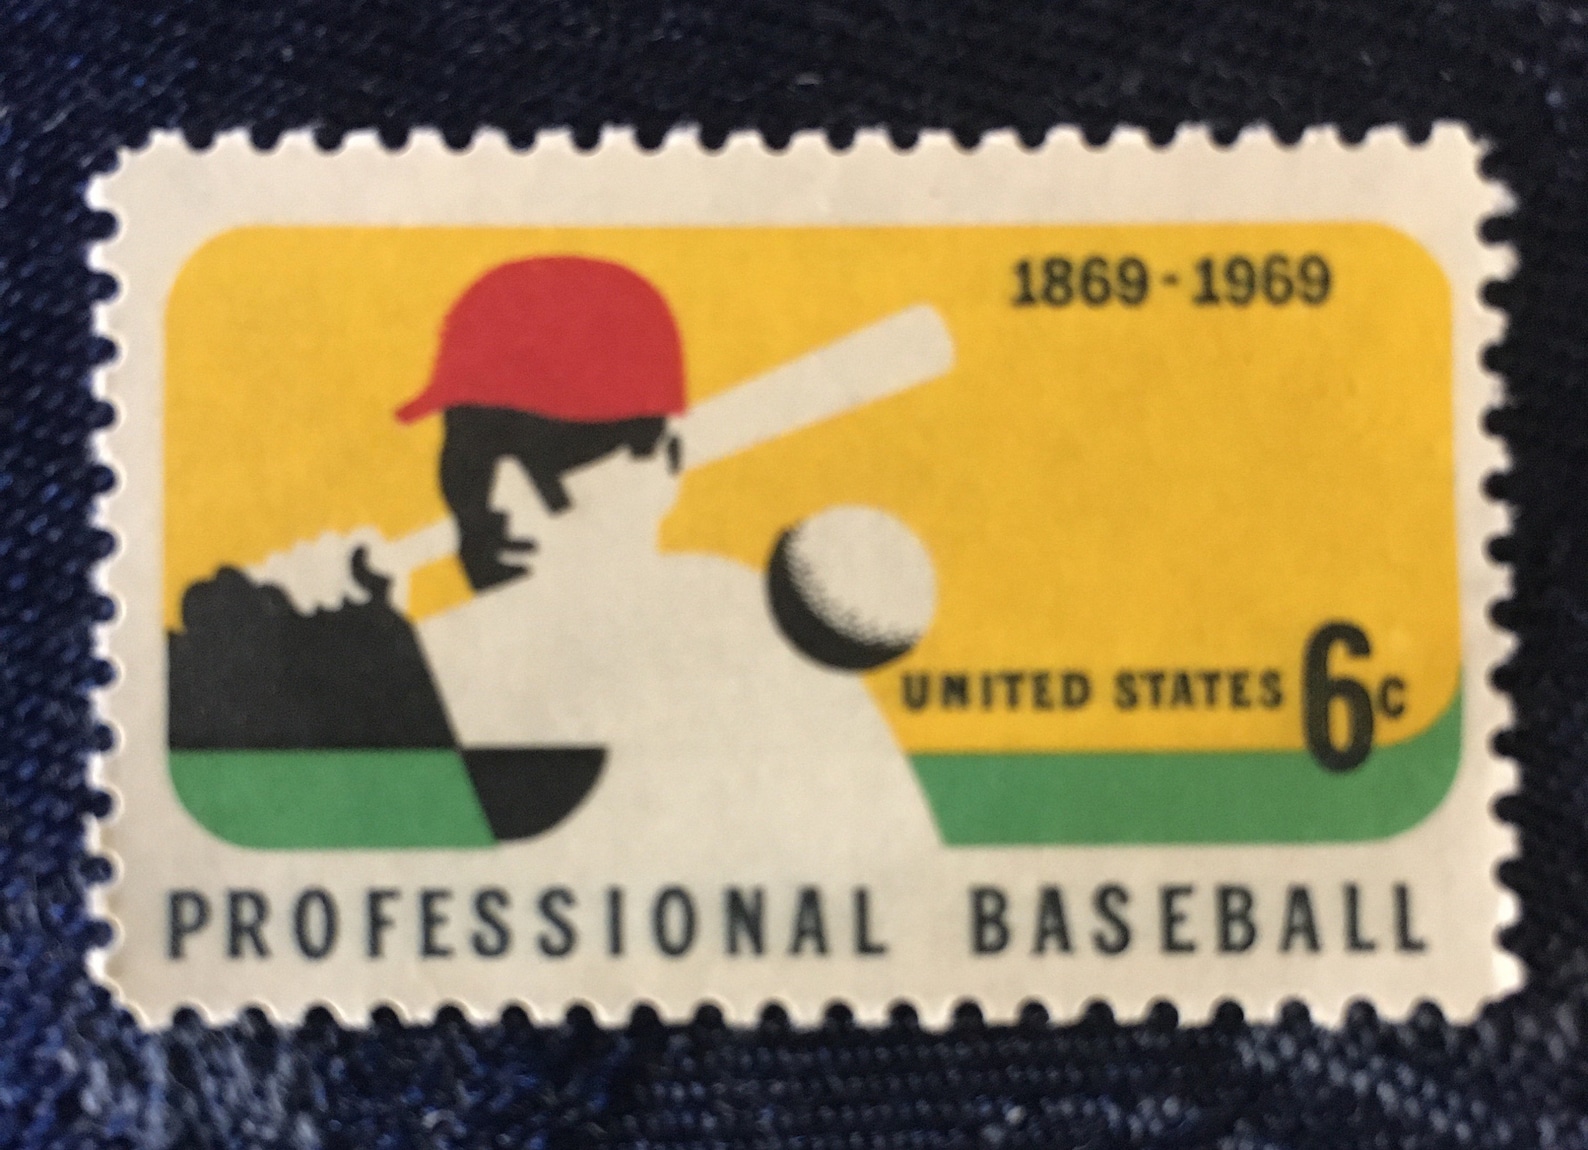 1869-1969
UNITED STATES 6c
PROFESSIONAL BASEBALL